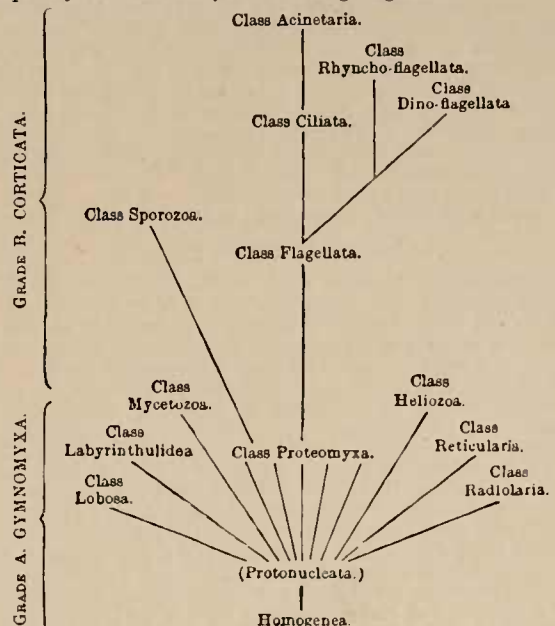 Class Acinetaria.
Class
Rhyncho-flagellata.
Class
Dino-flagellata
Class Ciliata.
Class Sporozoa.
Class Flagellata.
GRADE B. CORTICATA.
Class
Mycetozoa.
Class
Heliozoa.
Class
Labyrinthulidea
Class Proteomyxa.
Class
Reticularia.
Class
Lobosa.
Class
Radiolaria.
GRADE A. GYMNOMYXA.
(Protonucleata.)
Homogenea.